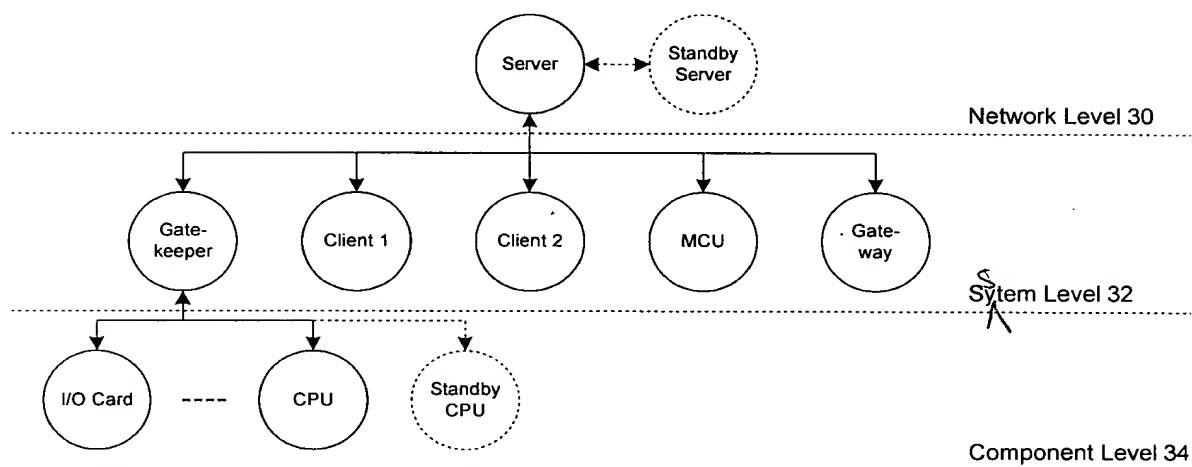 Server
Standby
Server
Network Level 30
Gate-
keeper
Client 1
Client 2
MCU
Gate-
way
s
Sytem Level 32
I/O Card
CPU
Standby
CPU
Component Level 34